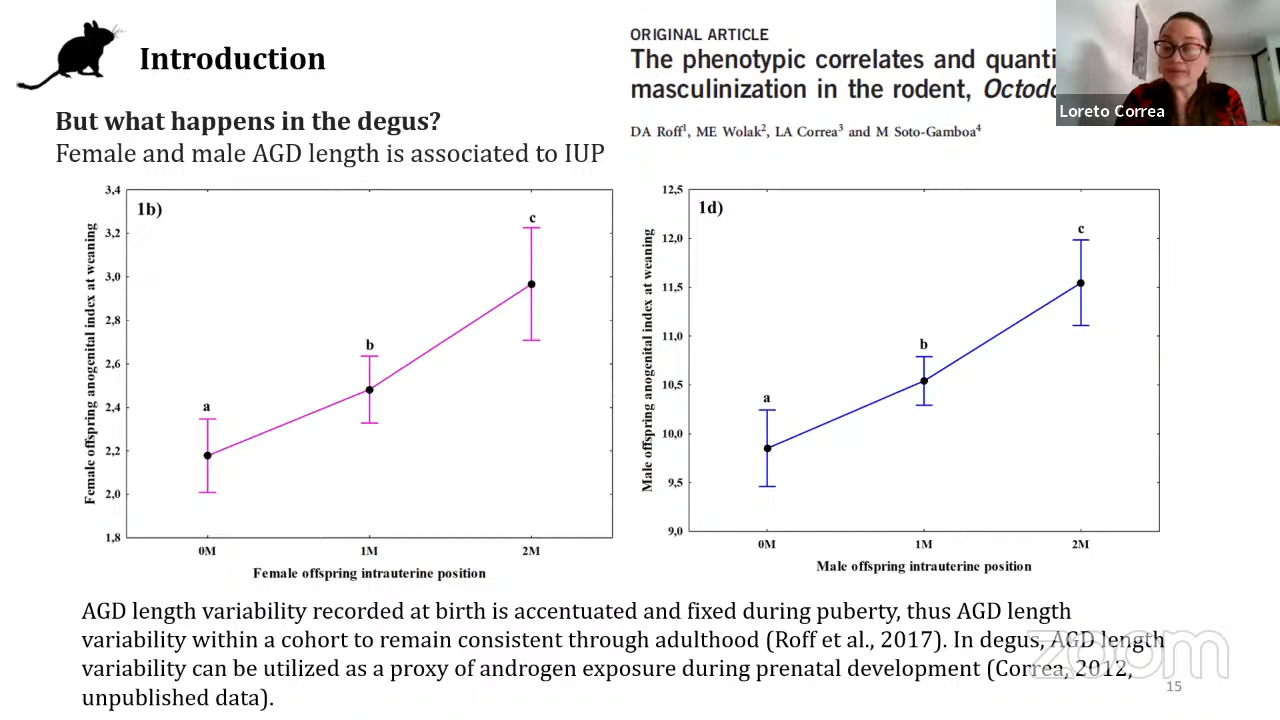 Introduction
ORIGINAL ARTICLE
The phenotypic correlates and quanti
masculinization in the rodent,
DA Roff¹, ME Wolak², LA Correa³ and M Soto-Gamboa⁴
Loreto Correa
But what happens in the degus?
Female and male AGD length is associated to IUP
1b)
Female offspring anogenital index at weaning
3,4
3,2
3,0
2,8
2,6
2,4
2,2
2,0
1,8
a
b
c
0M 1M 2M
Female offspring intrauterine position
1d)
Male offspring anogenital index at weaning
12,5
12,0
11,5
11,0
10,5
10,0
9,5
9,0
a
b
c
0M 1M 2M
Male offspring intrauterine position
AGD length variability recorded at birth is accentuated and fixed during puberty, thus AGD length
variability within a cohort to remain consistent through adulthood (Roff et al., 2017). In degus, AGD length
variability can be utilized as a proxy of androgen exposure during prenatal development (Correa, 2012,
unpublished data).
zoom
15